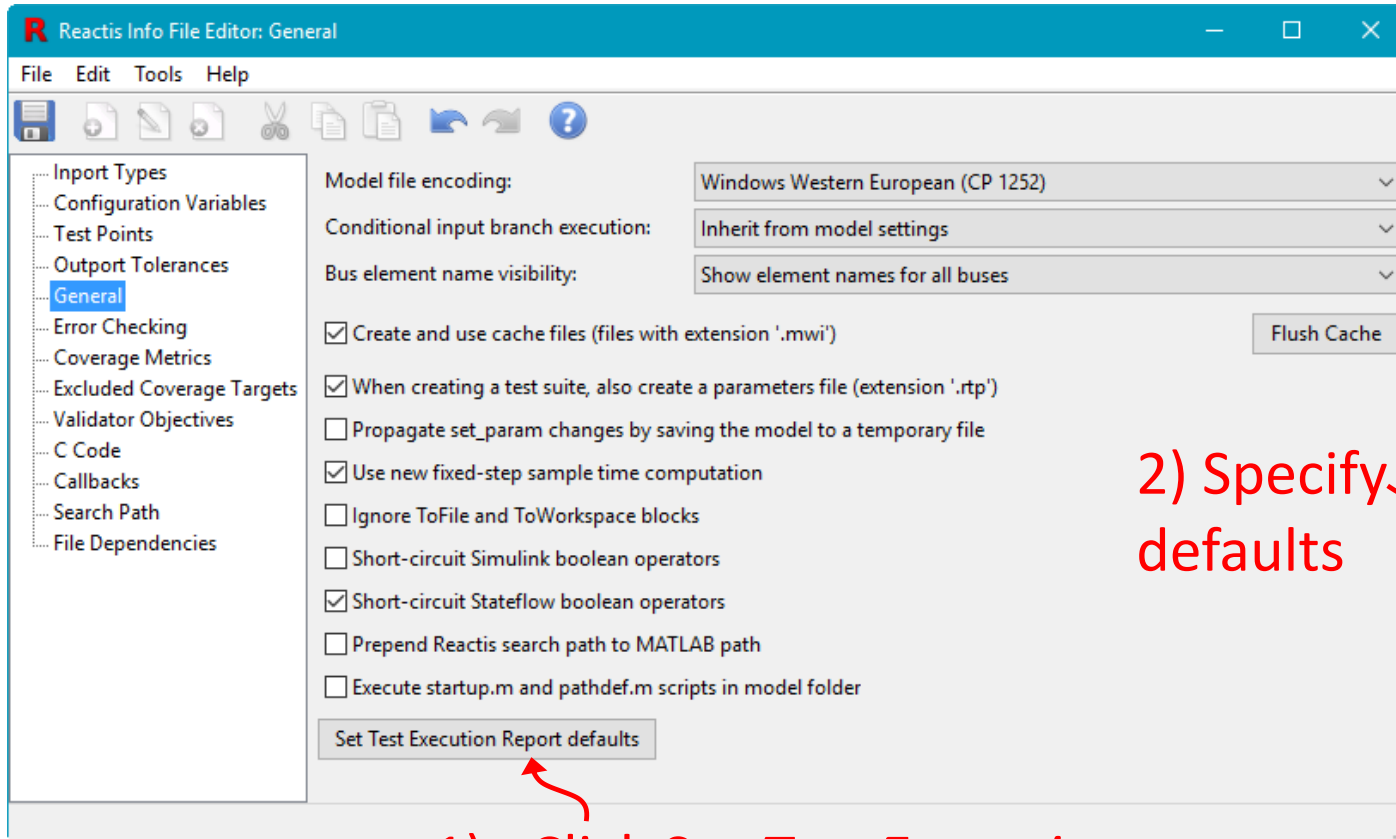 Reactis Info File Editor: General
File Edit Tools Help
Inport Types
Configuration Variables
Test Points
Outport Tolerances
General
Error Checking
Coverage Metrics
Excluded Coverage Targets
Validator Objectives
C Code
Callbacks
Search Path
File Dependencies
Model file encoding: Windows Western European (CP 1252)
Conditional input branch execution: Inherit from model settings
Bus element name visibility: Show element names for all buses
Create and use cache files (files with extension '.mwi') Flush Cache
When creating a test suite, also create a parameters file (extension '.rtp')
Propagate set_param changes by saving the model to a temporary file
Use new fixed-step sample time computation
Ignore ToFile and ToWorkspace blocks
Short-circuit Simulink boolean operators
Short-circuit Stateflow boolean operators
Prepend Reactis search path to MATLAB path
Execute startup.m and pathdef.m scripts in model folder
Set Test Execution Report defaults
2) Specify
defaults